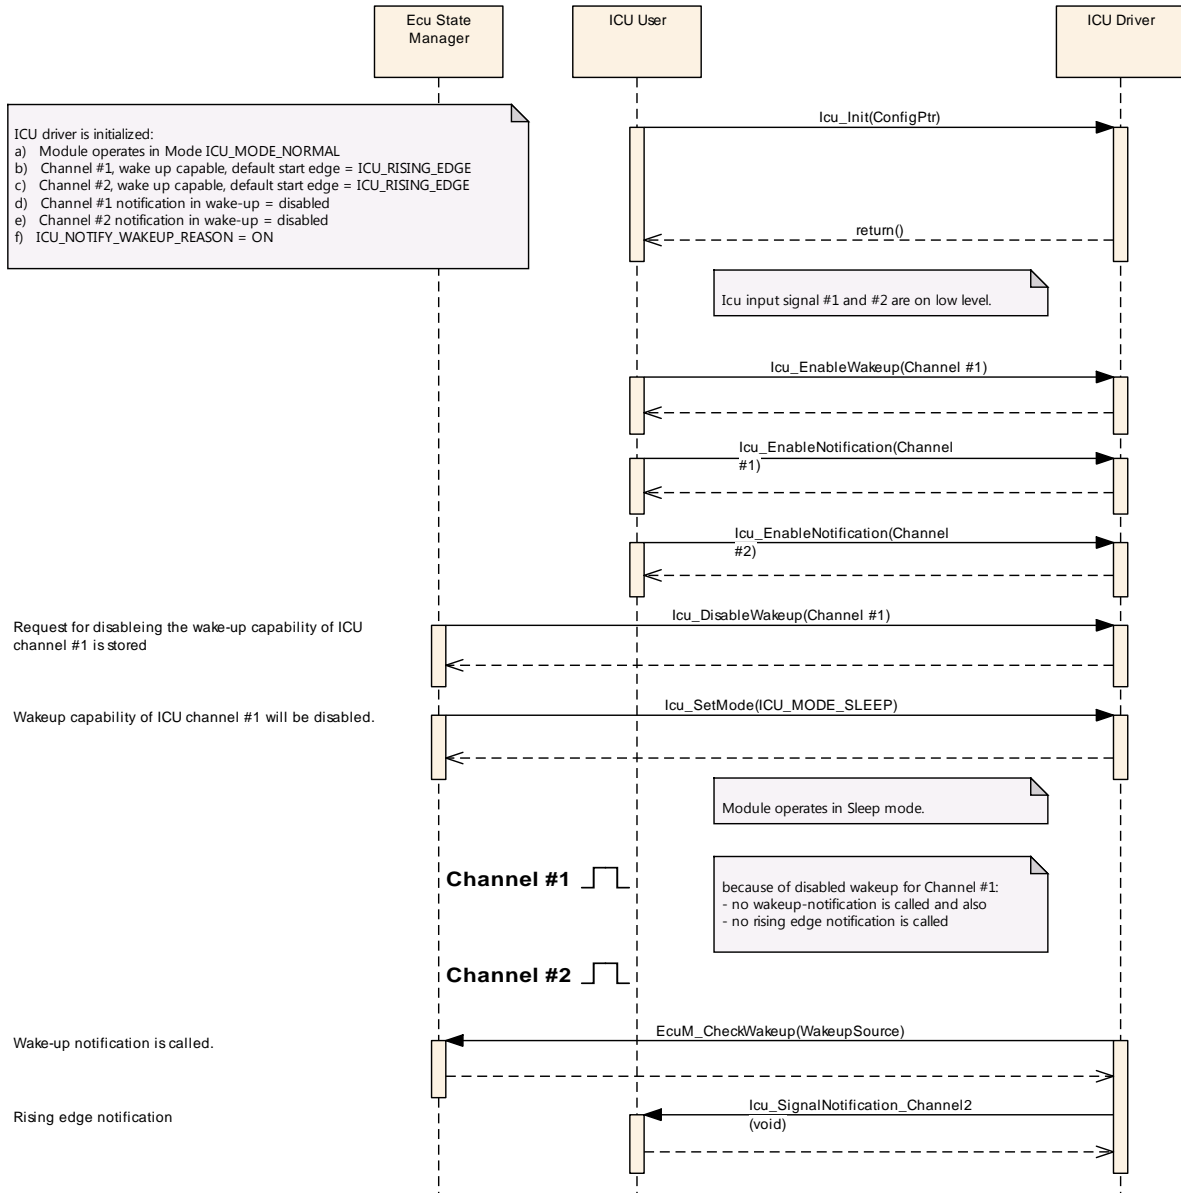 Ecu State
Manager
ICU User
ICU Driver
ICU driver is initialized:
a) Module operates in Mode ICU_MODE_NORMAL
b) Channel #1, wake up capable, default start edge = ICU_RISING_EDGE
c) Channel #2, wake up capable, default start edge = ICU_RISING_EDGE
d) Channel #1 notification in wake-up = disabled
e) Channel #2 notification in wake-up = disabled
f) ICU_NOTIFY_WAKEUP_REASON = ON
Icu_Init(ConfigPtr)
return()
Icu input signal #1 and #2 are on low level.
Icu_EnableWakeup(Channel #1)
Icu_EnableNotification(Channel
#1)
Icu_EnableNotification(Channel
#2)
Request for disableing the wake-up capability of ICU
channel #1 is stored
Icu_DisableWakeup(Channel #1)
Wakeup capability of ICU channel #1 will be disabled.
Icu_SetMode(ICU_MODE_SLEEP)
Module operates in Sleep mode.
Channel #1
because of disabled wakeup for Channel #1:
- no wakeup-notification is called and also
- no rising edge notification is called
Channel #2
Wake-up notification is called.
EcuM_CheckWakeup(WakeupSource)
Rising edge notification
Icu_SignalNotification_Channel2
(void)